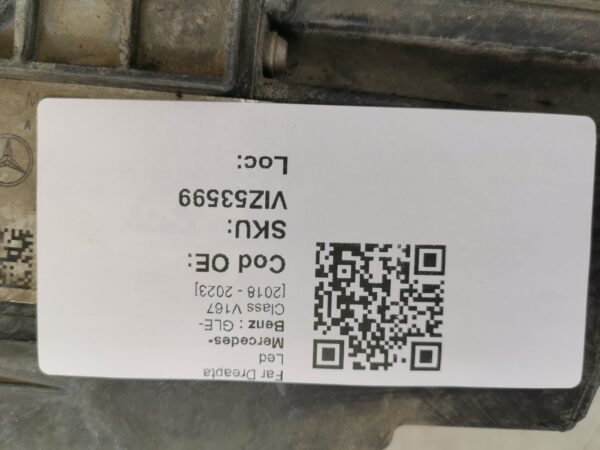 Far Dreapta
Led
Mercedes-
Benz : GLE-
Class V167
[2018 - 2023]
Cod OE:
SKU:
VIZ53599
Loc:
A